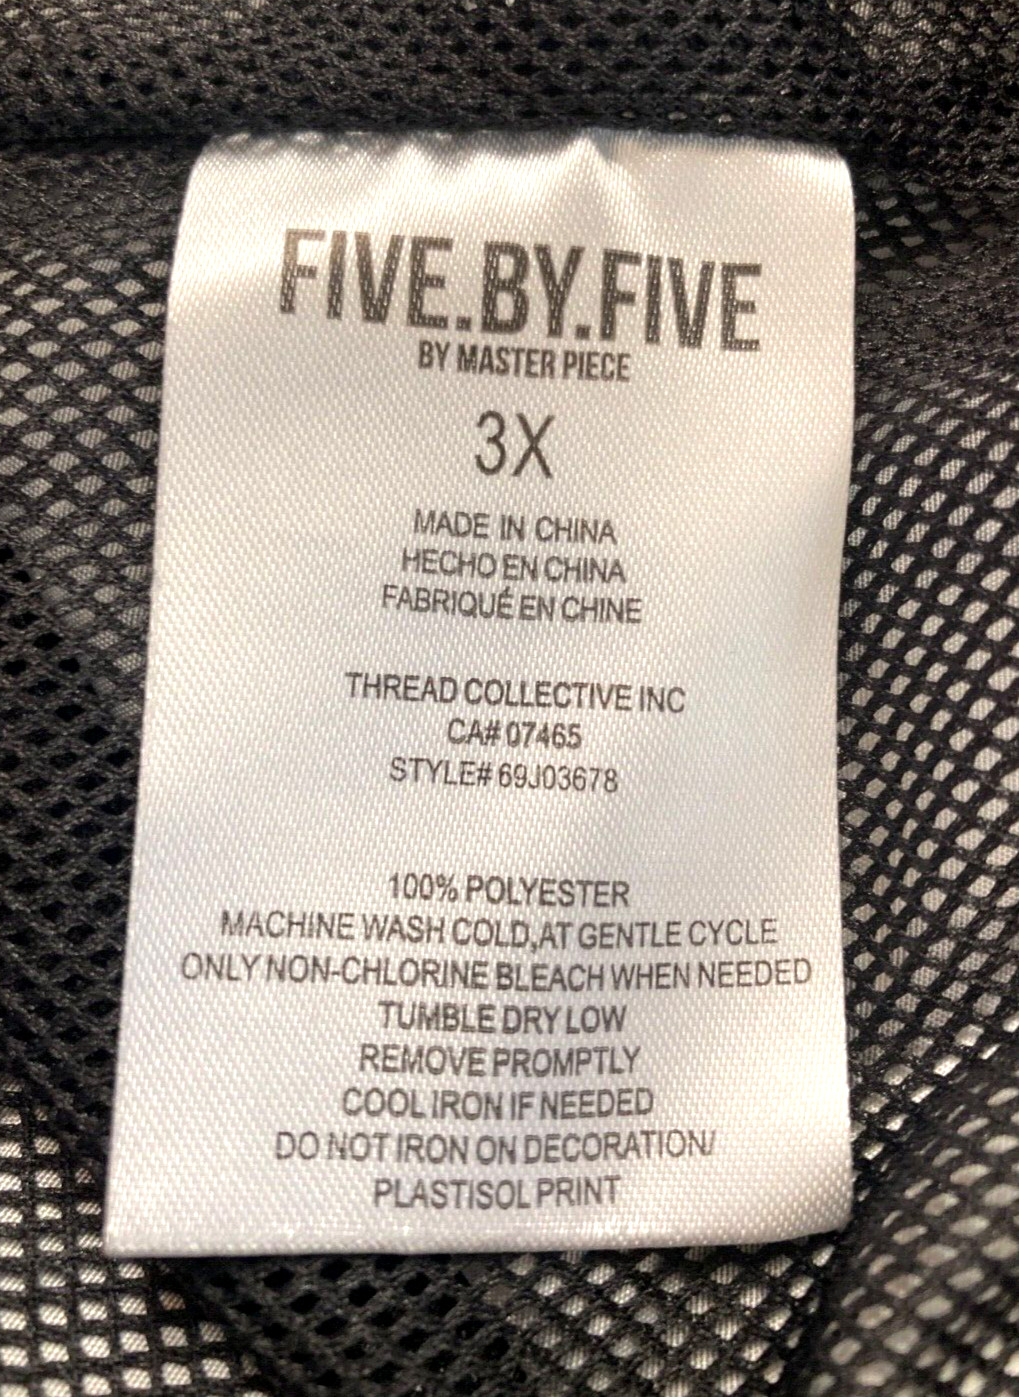 FIVE.BY.FIVE
BY MASTER PIECE
3X
MADE IN CHINA
HECHO EN CHINA
FABRIQUÉ EN CHINE
THREAD COLLECTIVE INC
CA# 07465
STYLE# 69J03678
100% POLYESTER
MACHINE WASH COLD,AT GENTLE CYCLE
ONLY NON-CHLORINE BLEACH WHEN NEEDED
TUMBLE DRY LOW
REMOVE PROMPTLY
COOL IRON IF NEEDED
DO NOT IRON ON DECORATION/
PLASTISOL PRINT